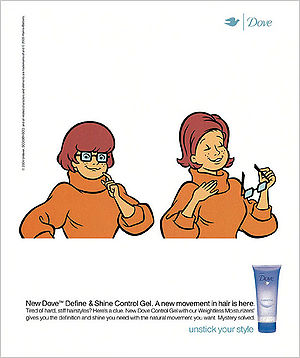 Dove
New Dove™ Define & Shine Control Gel. A new movement in hair is here.
Tired of hard, stiff hairstyles? Here's a clue. New Dove Control Gel with our Weightless Moisturizers
gives you the definition and shine you need with the natural movement you want. Mystery solved.
unstick your style
Dove